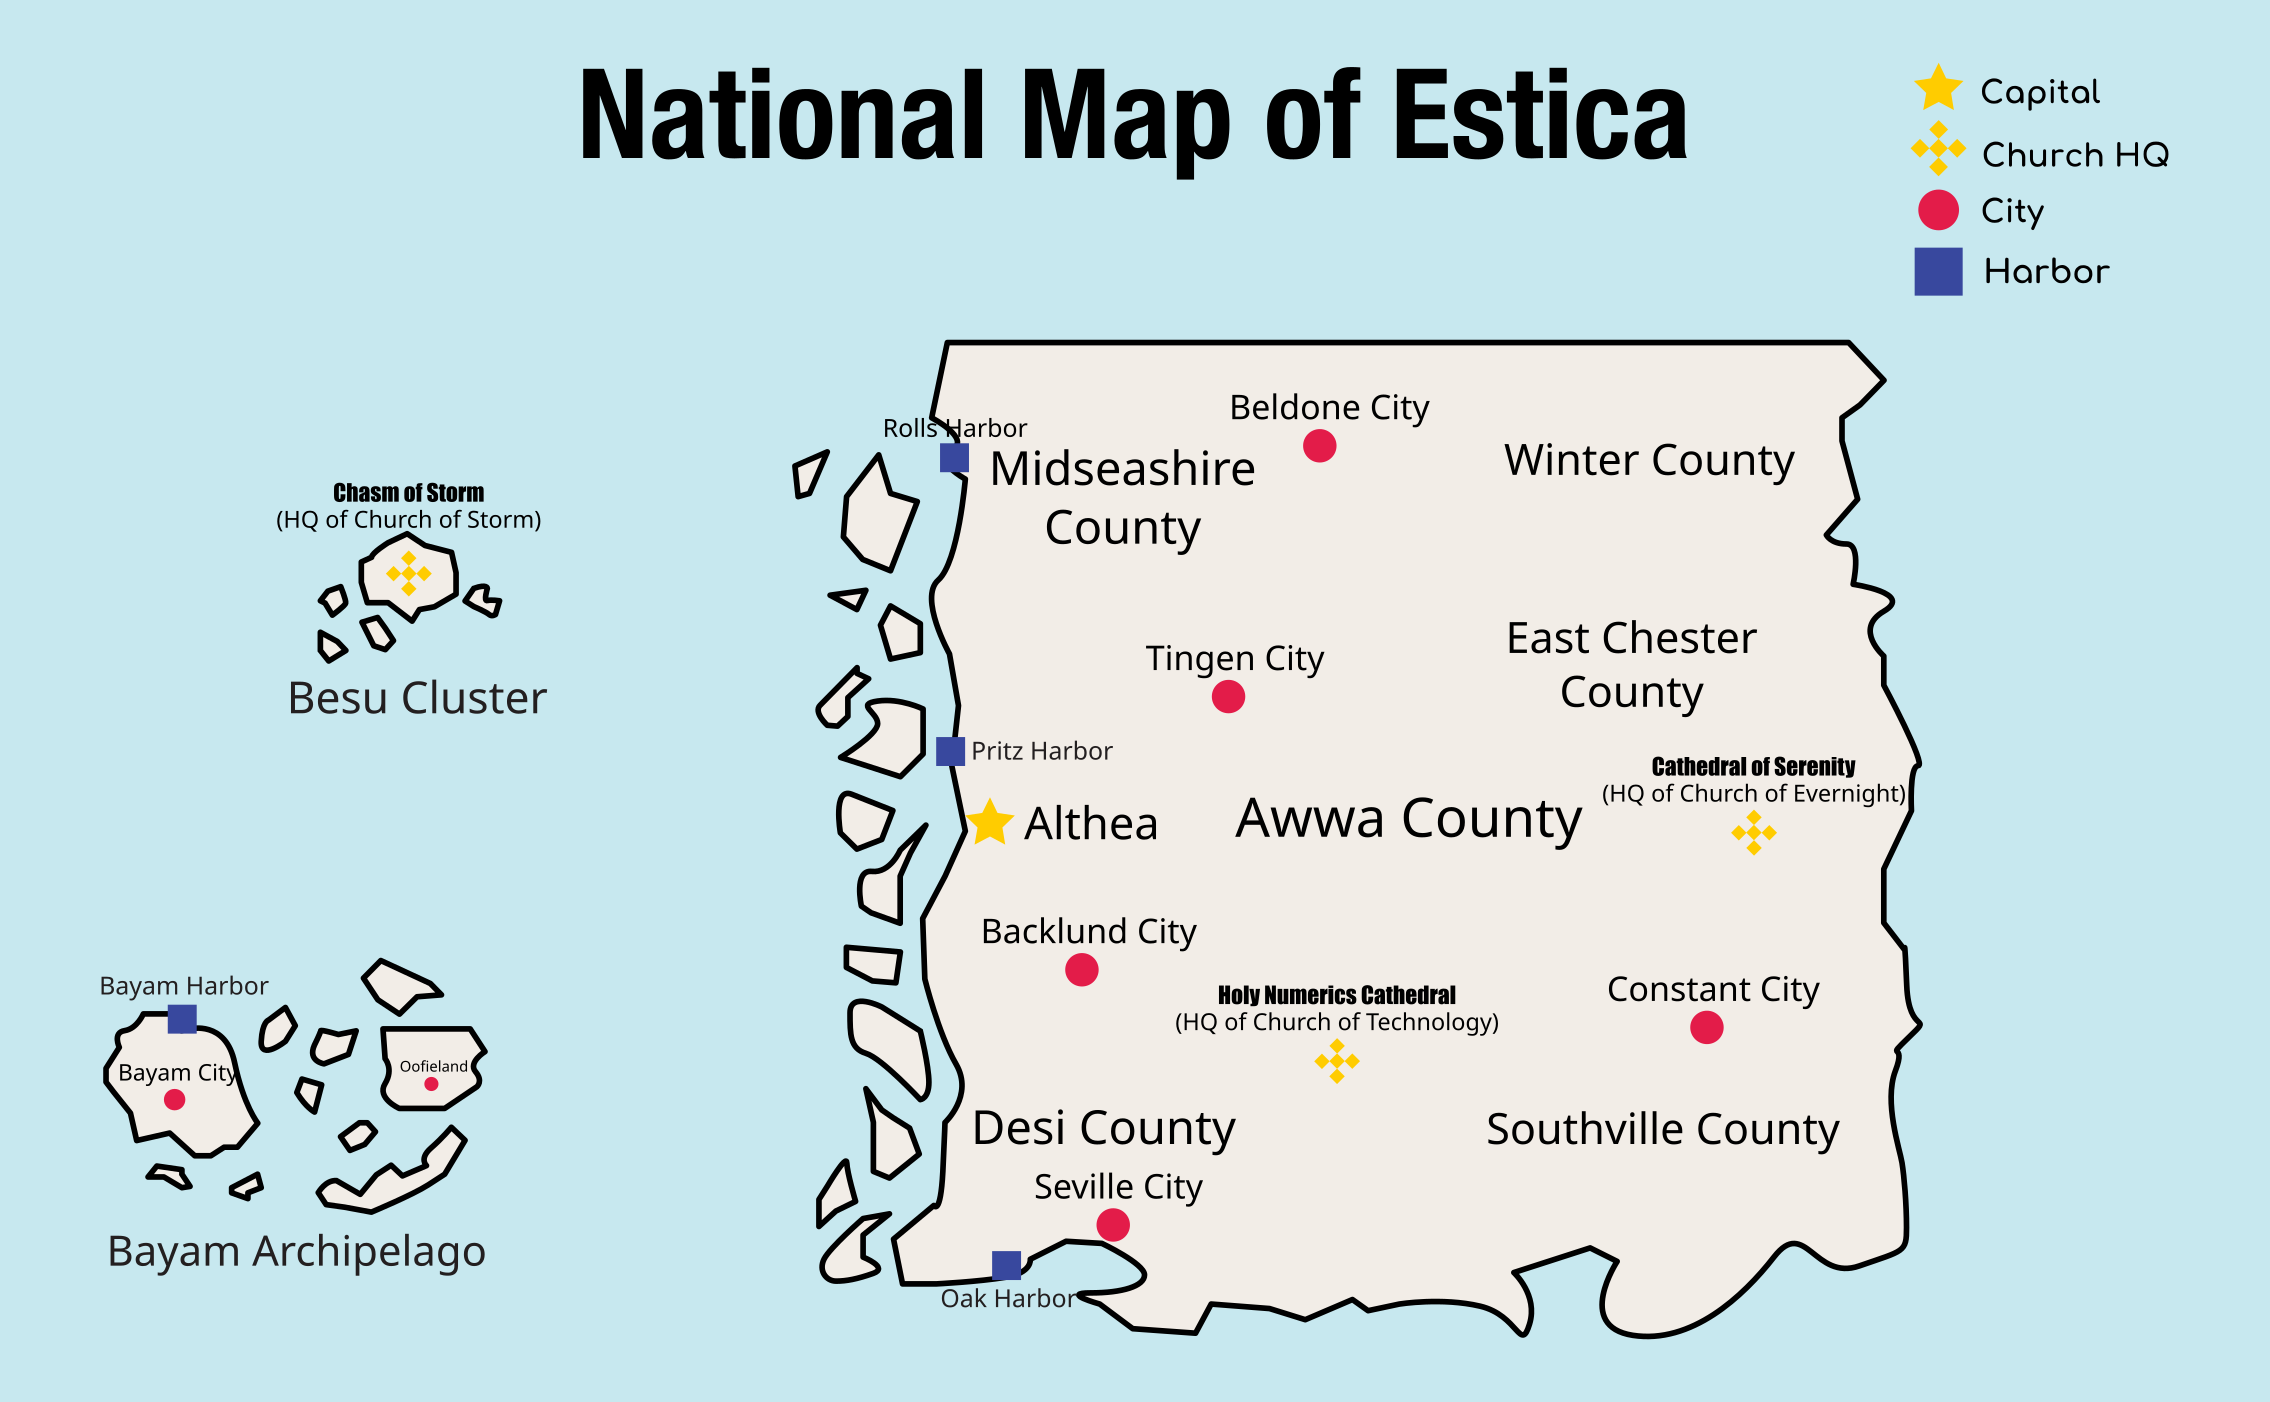 National Map of Estica
Capital
Church HQ
City
Harbor
Beldone City
Rolls Harbor
Midseashire
County
Winter County
Chasm of Storm
(HQ of Church of Storm)
Besu Cluster
East Chester
County
Tingen City
Pritz Harbor
Cathedral of Serenity
(HQ of Church of Evernight)
Althea
Awwa County
Backlund City
Holy Numerics Cathedral
(HQ of Church of Technology)
Constant City
Bayam Harbor
Bayam City
Oofieland
Desi County
Southville County
Seville City
Bayam Archipelago
Oak Harbor